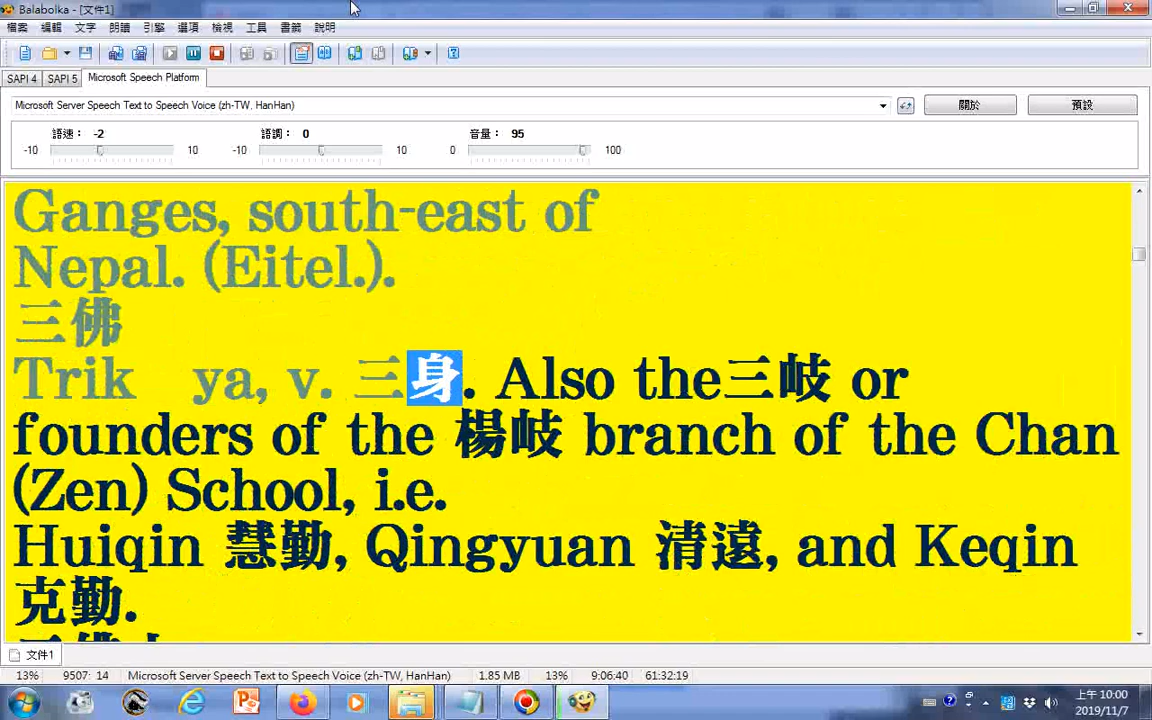 Balabolka - [文件1]
檔案 編輯 文字 朗讀 引擎 選項 檢視 工具 書籤 說明
SAPI 4 SAPI 5 Microsoft Speech Platform
Microsoft Server Speech Text to Speech Voice (zh-TW, HanHan) 關於 預設
語速： -2 語調： 0 音量： 95
-10 10 -10 10 0 100
Ganges, south-east of
Nepal. (Eitel.).
三佛
Trik ya, v. 三身. Also the三岐 or
founders of the 楊岐 branch of the Chan
(Zen) School, i.e.
Huiqin 慧勤, Qingyuan 清遠, and Keqin
克勤.
文件1
13% 9507: 14 Microsoft Server Speech Text to Speech Voice (zh-TW, HanHan) 1.85 MB 13% 9:06:40 61:32:19
上午 10:00
2019/11/7